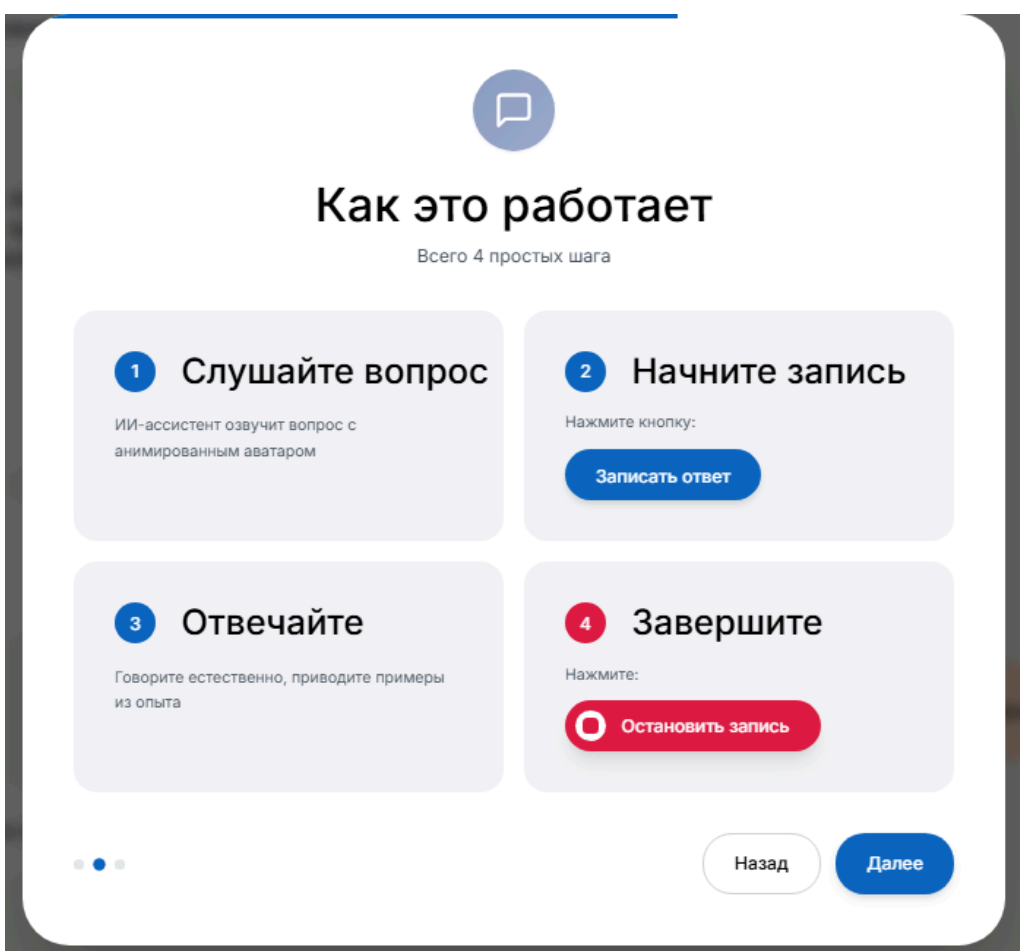 Как это работает
Всего 4 простых шага
1 Слушайте вопрос
ИИ-ассистент озвучит вопрос с
анимированным аватаром
2 Начните запись
Нажмите кнопку:
Записать ответ
3 Отвечайте
Говорите естественно, приводите примеры
из опыта
4 Завершите
Нажмите:
Остановить запись
Назад
Далее